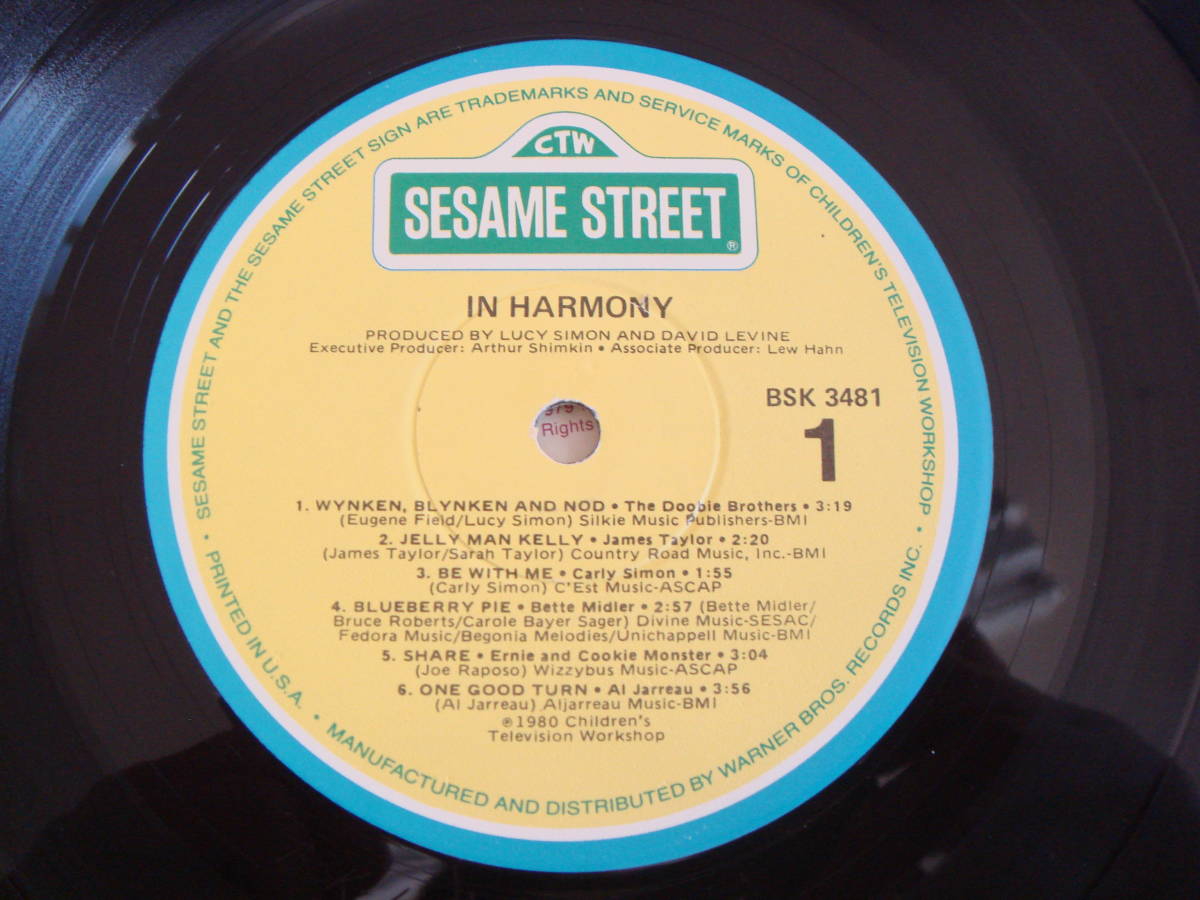 CTW
SESAME STREET®
IN HARMONY
PRODUCED BY LUCY SIMON AND DAVID LEVINE
Executive Producer: Arthur Shimkin • Associate Producer: Lew Hahn
BSK 3481
1
979
Rights
1. WYNKEN, BLYNKEN AND NOD • The Doobie Brothers • 3:19
(Eugene Field/Lucy Simon) Silkie Music Publishers-BMI
2. JELLY MAN KELLY • James Taylor • 2:20
(James Taylor/Sarah Taylor) Country Road Music, Inc.-BMI
3. BE WITH ME • Carly Simon • 1:55
(Carly Simon) C'Est Music-ASCAP
4. BLUEBERRY PIE • Bette Midler • 2:57 (Bette Midler/
Bruce Roberts/Carole Bayer Sager) Divine Music-SESAC/
Fedora Music/Begonia Melodies/Unichappell Music-BMI
5. SHARE • Ernie and Cookie Monster • 3:04
(Joe Raposo) Wizzybus Music-ASCAP
6. ONE GOOD TURN • Al Jarreau • 3:56
(Al Jarreau) Aljarreau Music-BMI
℗1980 Children's
Television Workshop
• SESAME STREET AND THE SESAME STREET SIGN ARE TRADEMARKS AND SERVICE MARKS OF CHILDREN'S TELEVISION WORKSHOP •
PRINTED IN U.S.A. • MANUFACTURED AND DISTRIBUTED BY WARNER BROS. RECORDS INC.